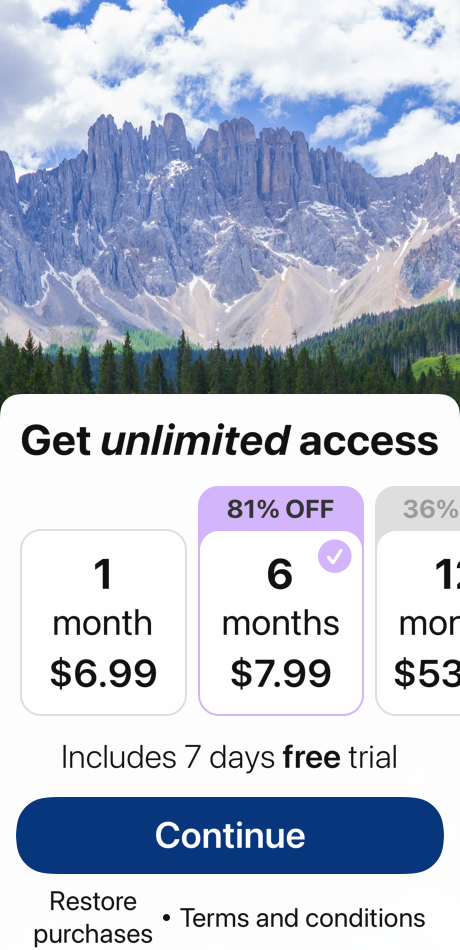 Get unlimited access
81% OFF
36%
1
month
$6.99
6
months
$7.99
Includes 7 days free trial
Continue
Restore
purchases
• Terms and conditions